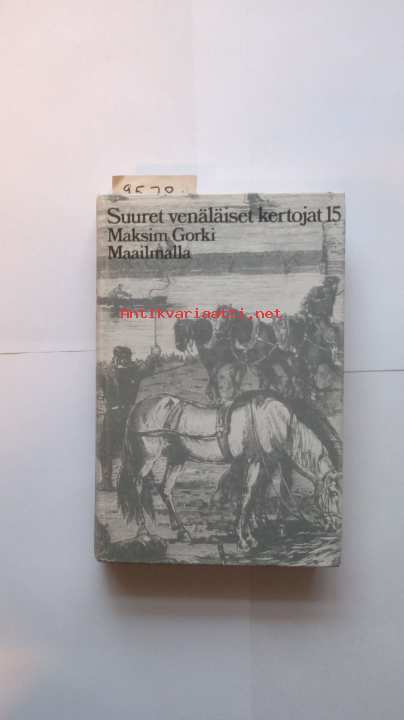 Suuret venäläiset kertojat 15
Maksim Gorki
Maailmalla
Antikvariaatti.net